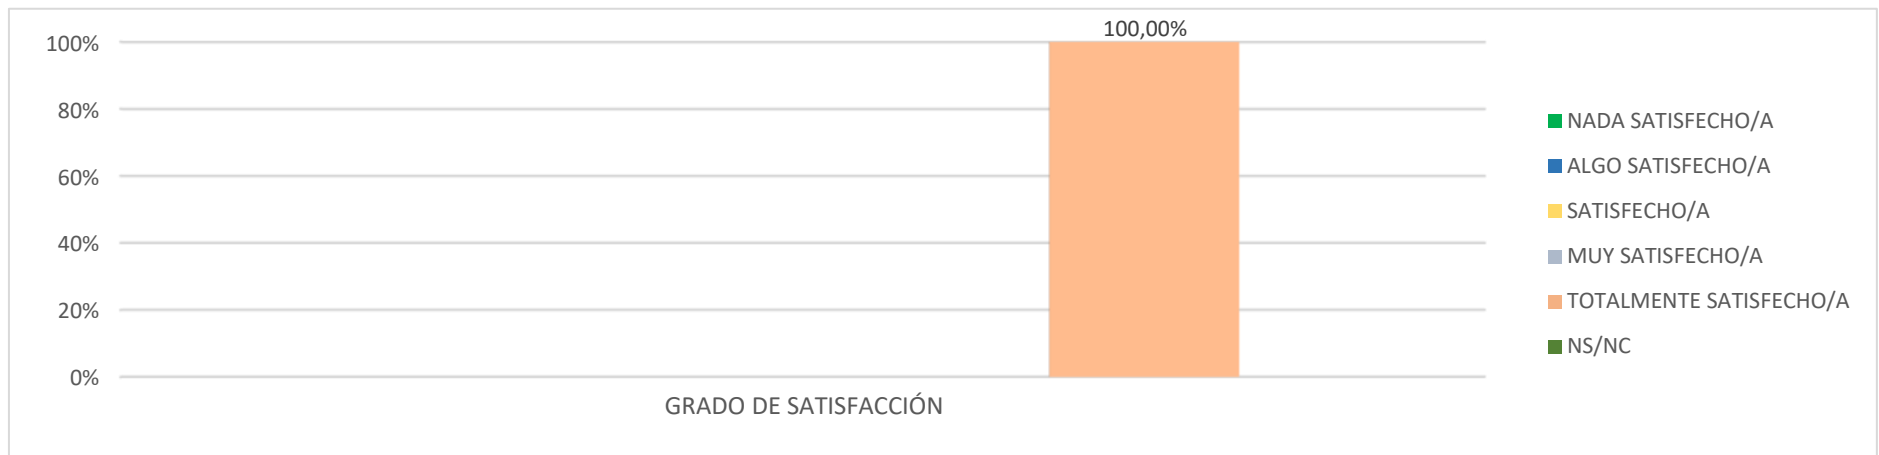 100,00%
100%
80%
60%
40%
20%
0%
GRADO DE SATISFACCIÓN
NADA SATISFECHO/A
ALGO SATISFECHO/A
SATISFECHO/A
MUY SATISFECHO/A
TOTALMENTE SATISFECHO/A
NS/NC